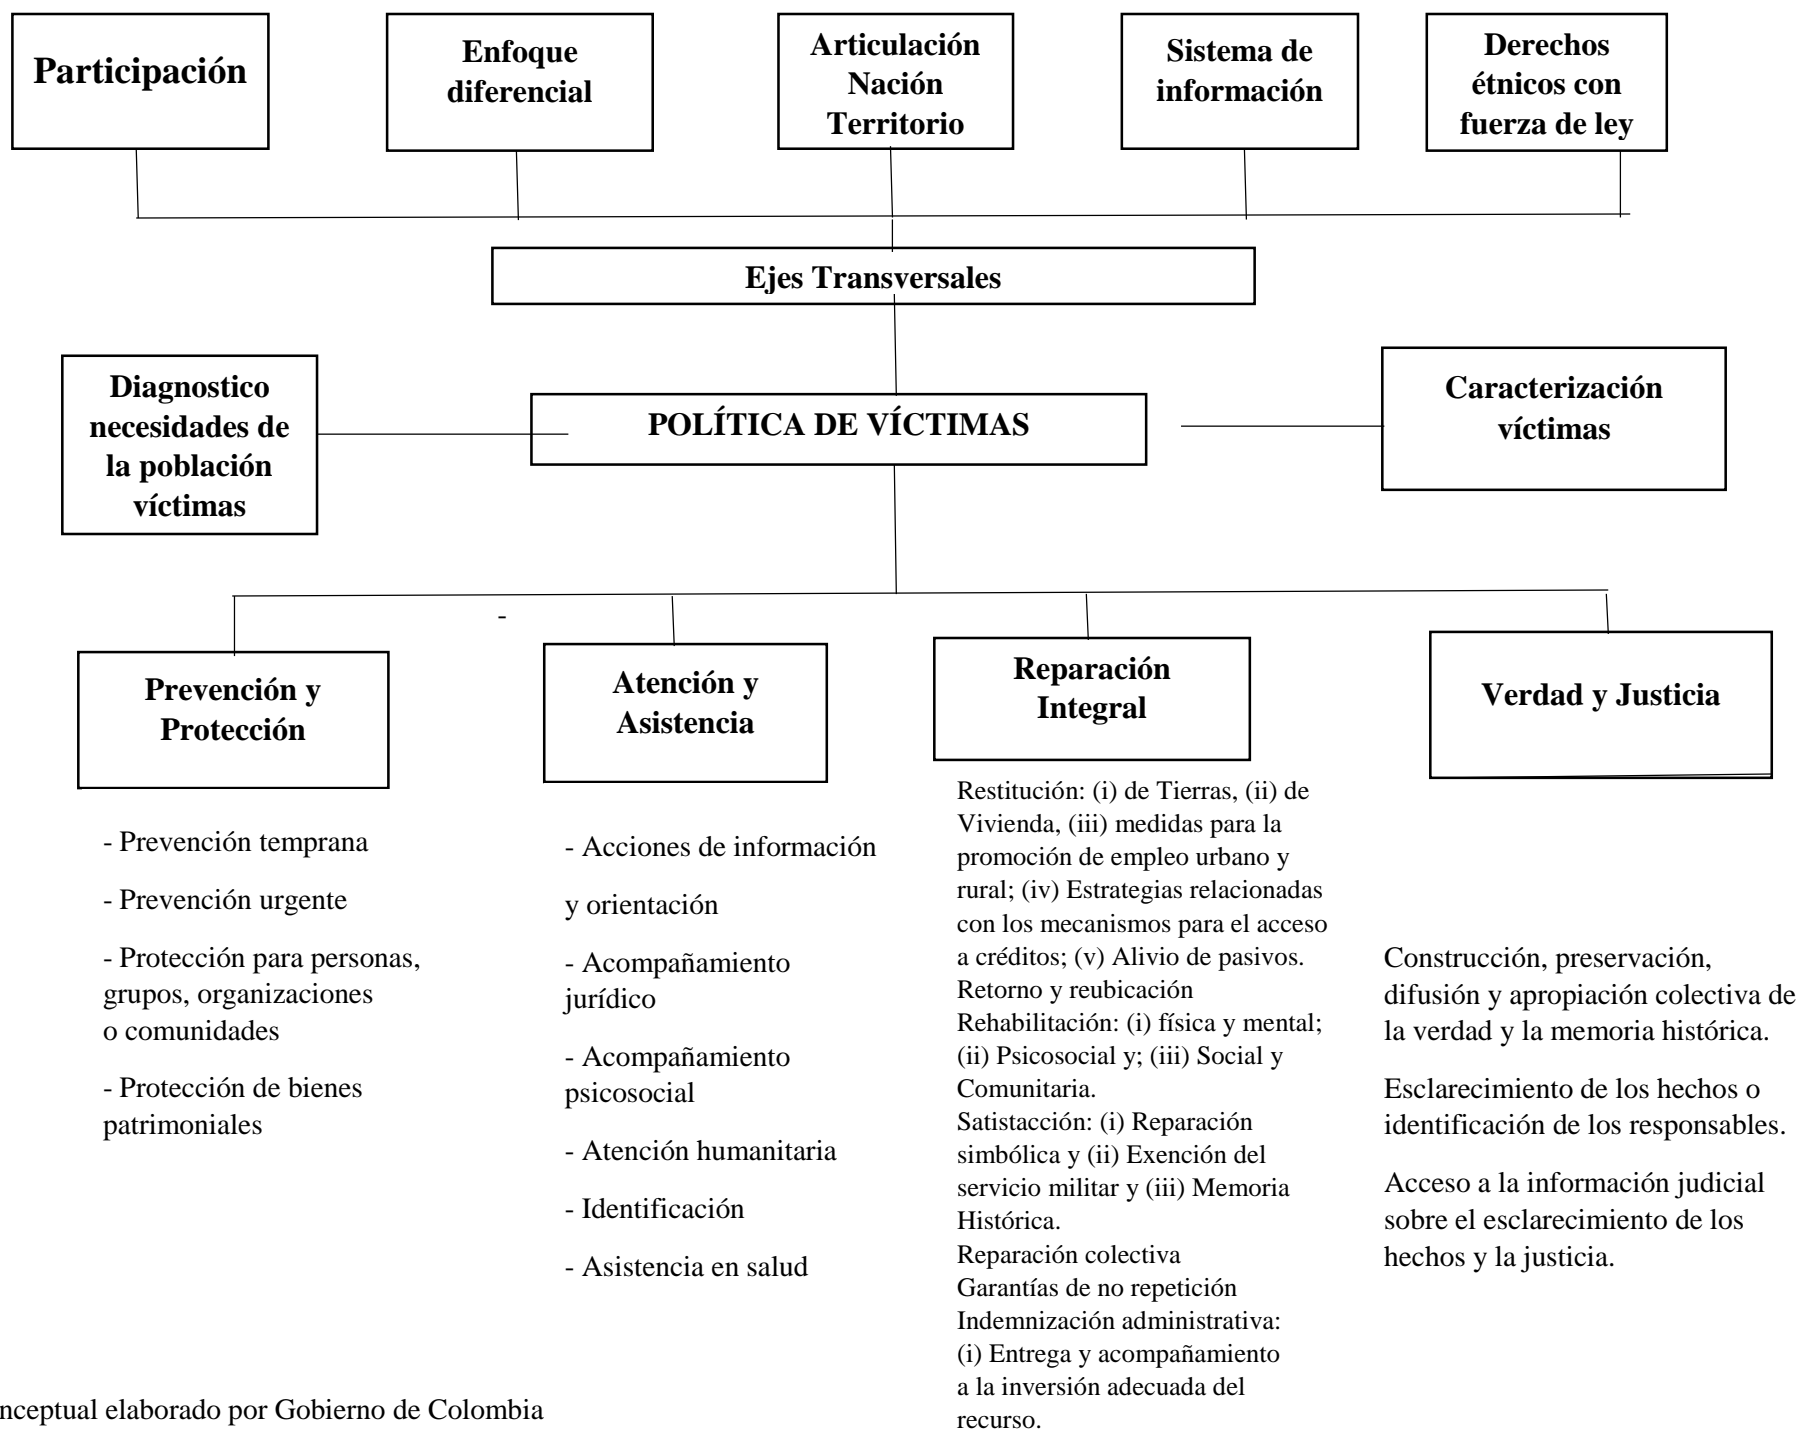 Participación
Enfoque
diferencial
Articulación
Nación
Territorio
Sistema de
información
Derechos
étnicos con
fuerza de ley
Ejes Transversales
Diagnostico
necesidades de
la población
víctimas
POLÍTICA DE VÍCTIMAS
Caracterización
víctimas
-
Prevención y
Protección
Atención y
Asistencia
Reparación
Integral
Verdad y Justicia
- Prevención temprana
- Prevención urgente
- Protección para personas,
grupos, organizaciones
o comunidades
- Protección de bienes
patrimoniales
- Acciones de información
y orientación
- Acompañamiento
jurídico
- Acompañamiento
psicosocial
- Atención humanitaria
- Identificación
- Asistencia en salud
Restitución: (i) de Tierras, (ii) de
Vivienda, (iii) medidas para la
promoción de empleo urbano y
rural; (iv) Estrategias relacionadas
con los mecanismos para el acceso
a créditos; (v) Alivio de pasivos.
Retorno y reubicación
Rehabilitación: (i) física y mental;
(ii) Psicosocial y; (iii) Social y
Comunitaria.
Satistacción: (i) Reparación
simbólica y (ii) Exención del
servicio militar y (iii) Memoria
Histórica.
Reparación colectiva
Garantías de no repetición
Indemnización administrativa:
(i) Entrega y acompañamiento
a la inversión adecuada del
recurso.
Construcción, preservación,
difusión y apropiación colectiva de
la verdad y la memoria histórica.
Esclarecimiento de los hechos o
identificación de los responsables.
Acceso a la información judicial
sobre el esclarecimiento de los
hechos y la justicia.
nceptual elaborado por Gobierno de Colombia